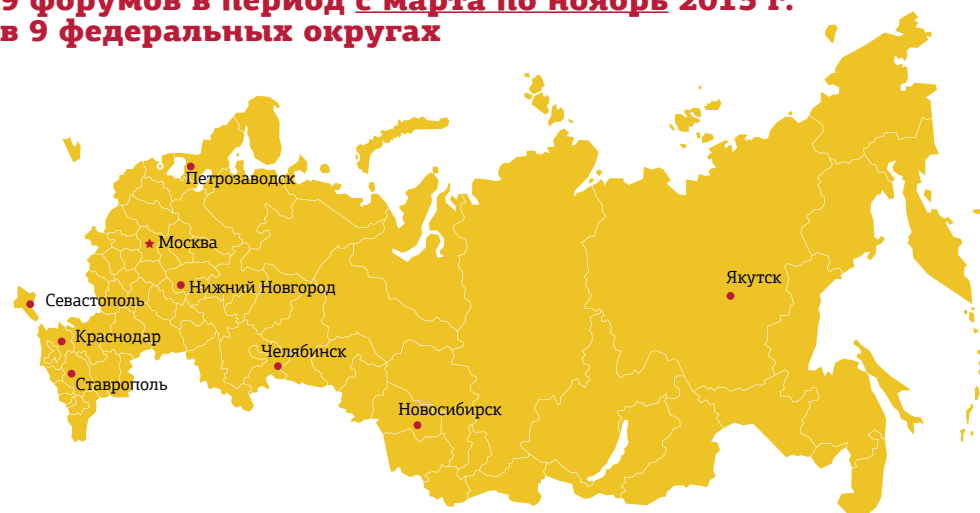 9 форумов в период с марта по ноябрь 2015 г.
в 9 федеральных округах
Петрозаводск
Москва
Якутск
Нижний Новгород
Севастополь
Краснодар
Челябинск
Ставрополь
Новосибирск